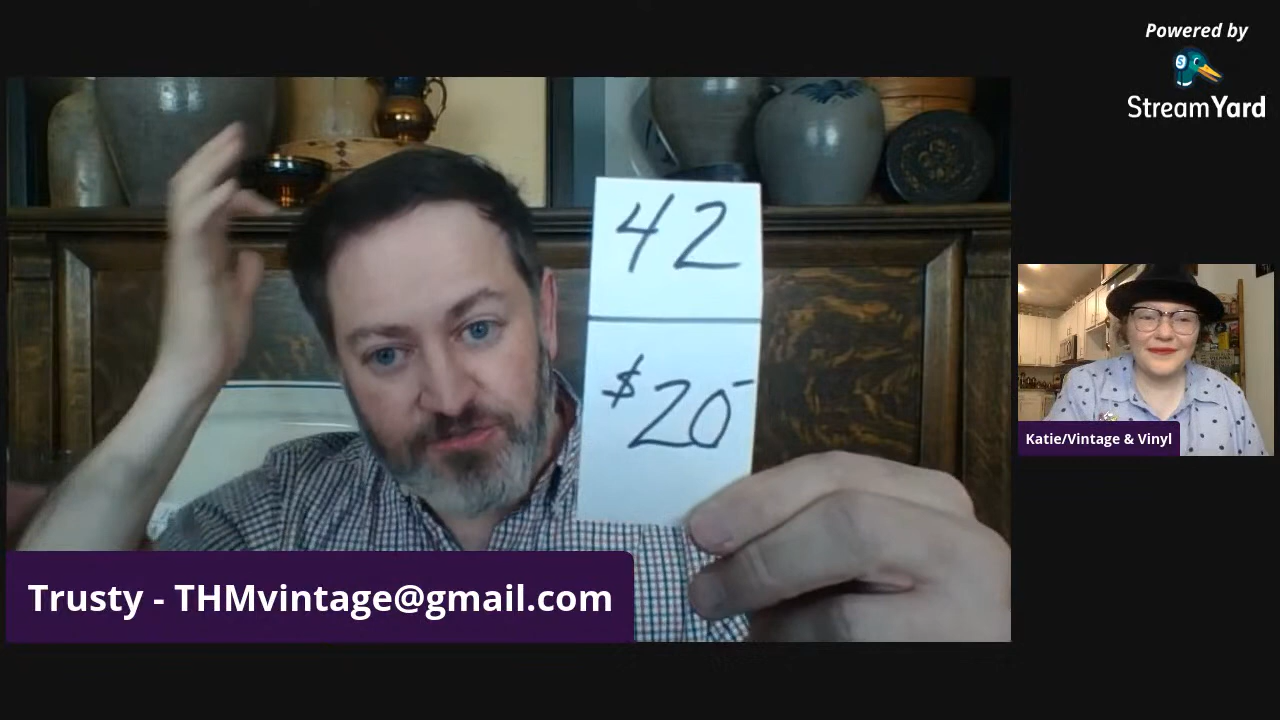 Powered by
StreamYard
42
$20-
Katie/Vintage & Vinyl
Trusty - THMvintage@gmail.com